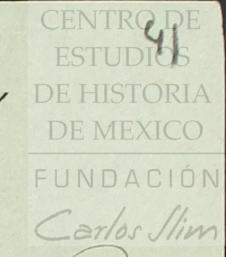 CENTRO DE
ESTUDIOS
DE HISTORIA
DE MEXICO
FUNDACIÓN
Carlos Slim